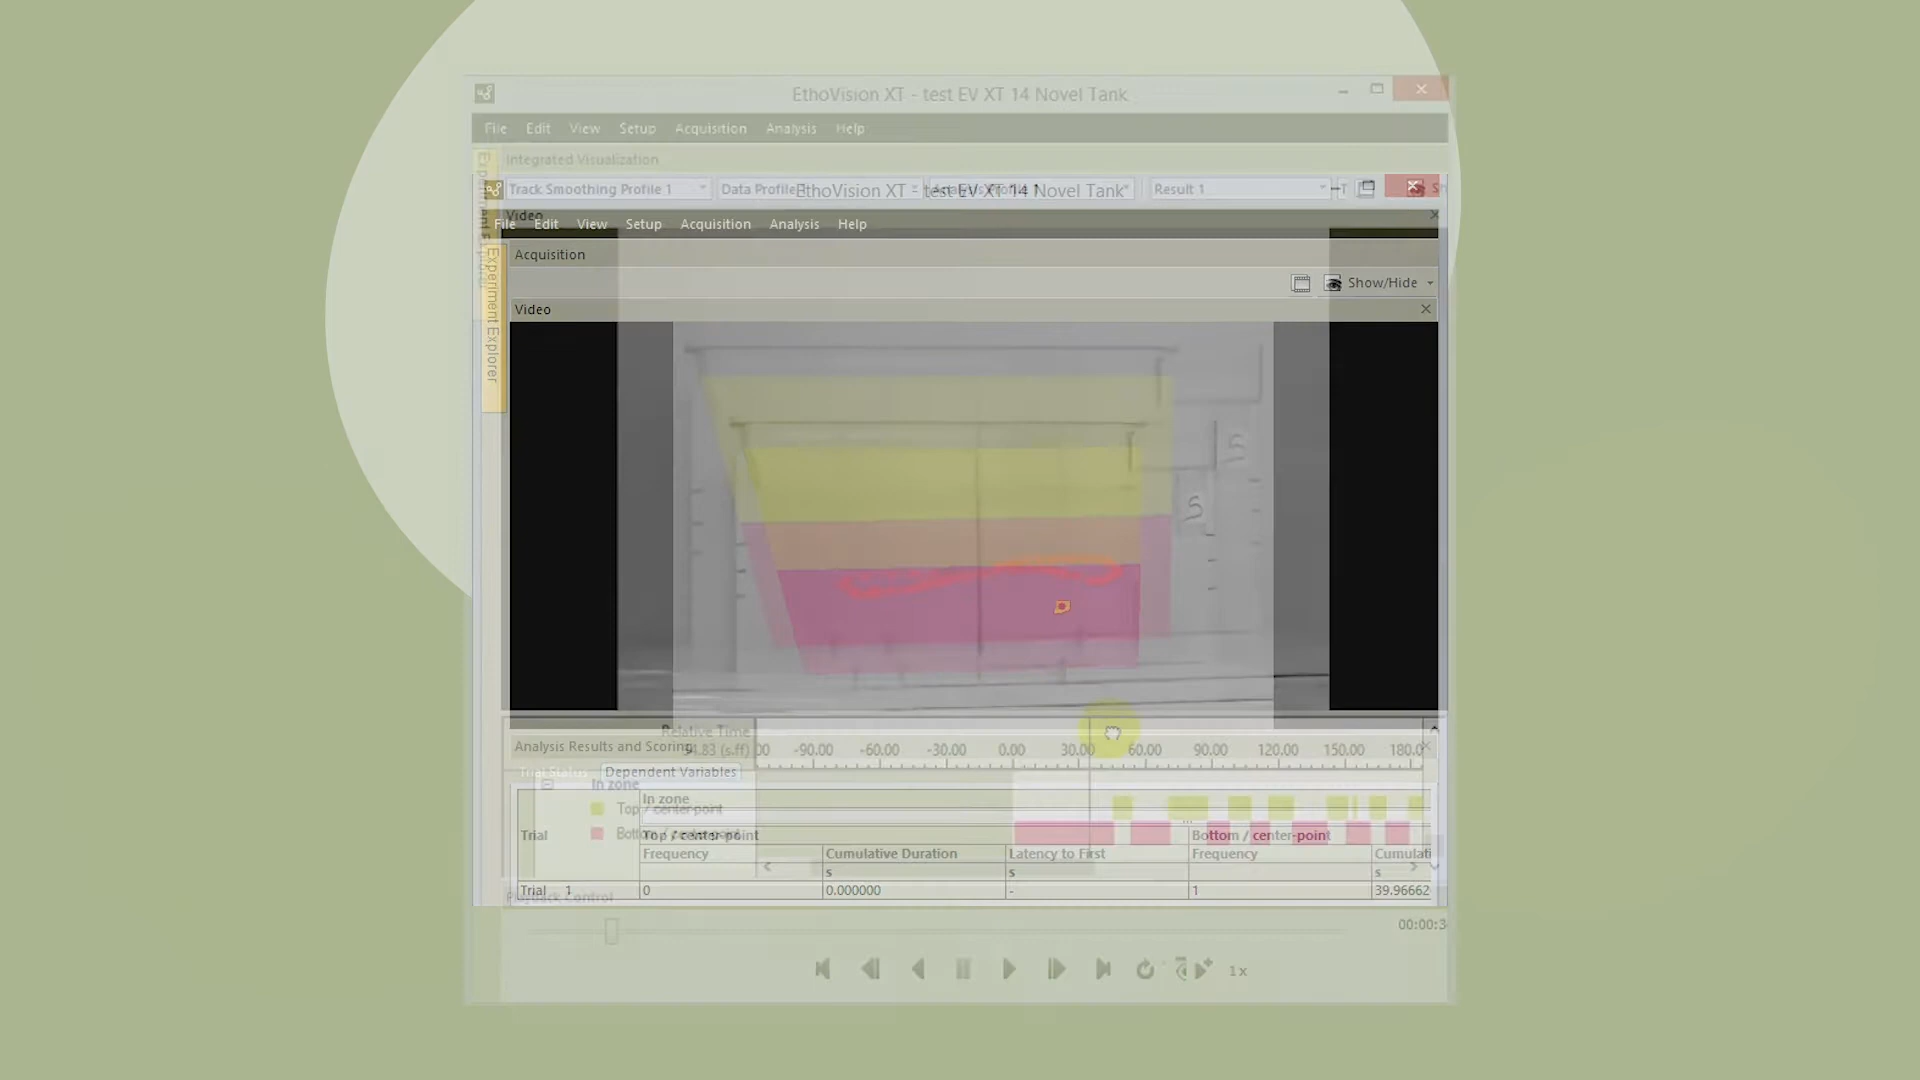 EthoVision XT - test EV XT 14 Novel Tank
File Edit View Setup Acquisition Analysis Help
Integrated Visualization
Track Smoothing Profile 1 Data Profile Result 1
EthoVision XT - test EV XT 14 Novel Tank
Video
File Edit View Setup Acquisition Analysis Help
Experiment Explorer
Acquisition
Show/Hide
Video
S
S
Relative Time
Analysis Results and Scoring
-90.00 -60.00 -30.00 0.00 30.00 60.00 90.00 120.00 150.00 180.0
Trial Status Dependent Variables
In zone
In zone
Top / center-point
Trial
Top / center-point Bottom / center-point
Frequency Cumulative Duration Latency to First Frequency Cumulati
s s s
Trial 1 0 0.000000 - 1 39.96662
Playback Control
00:00:3
1x